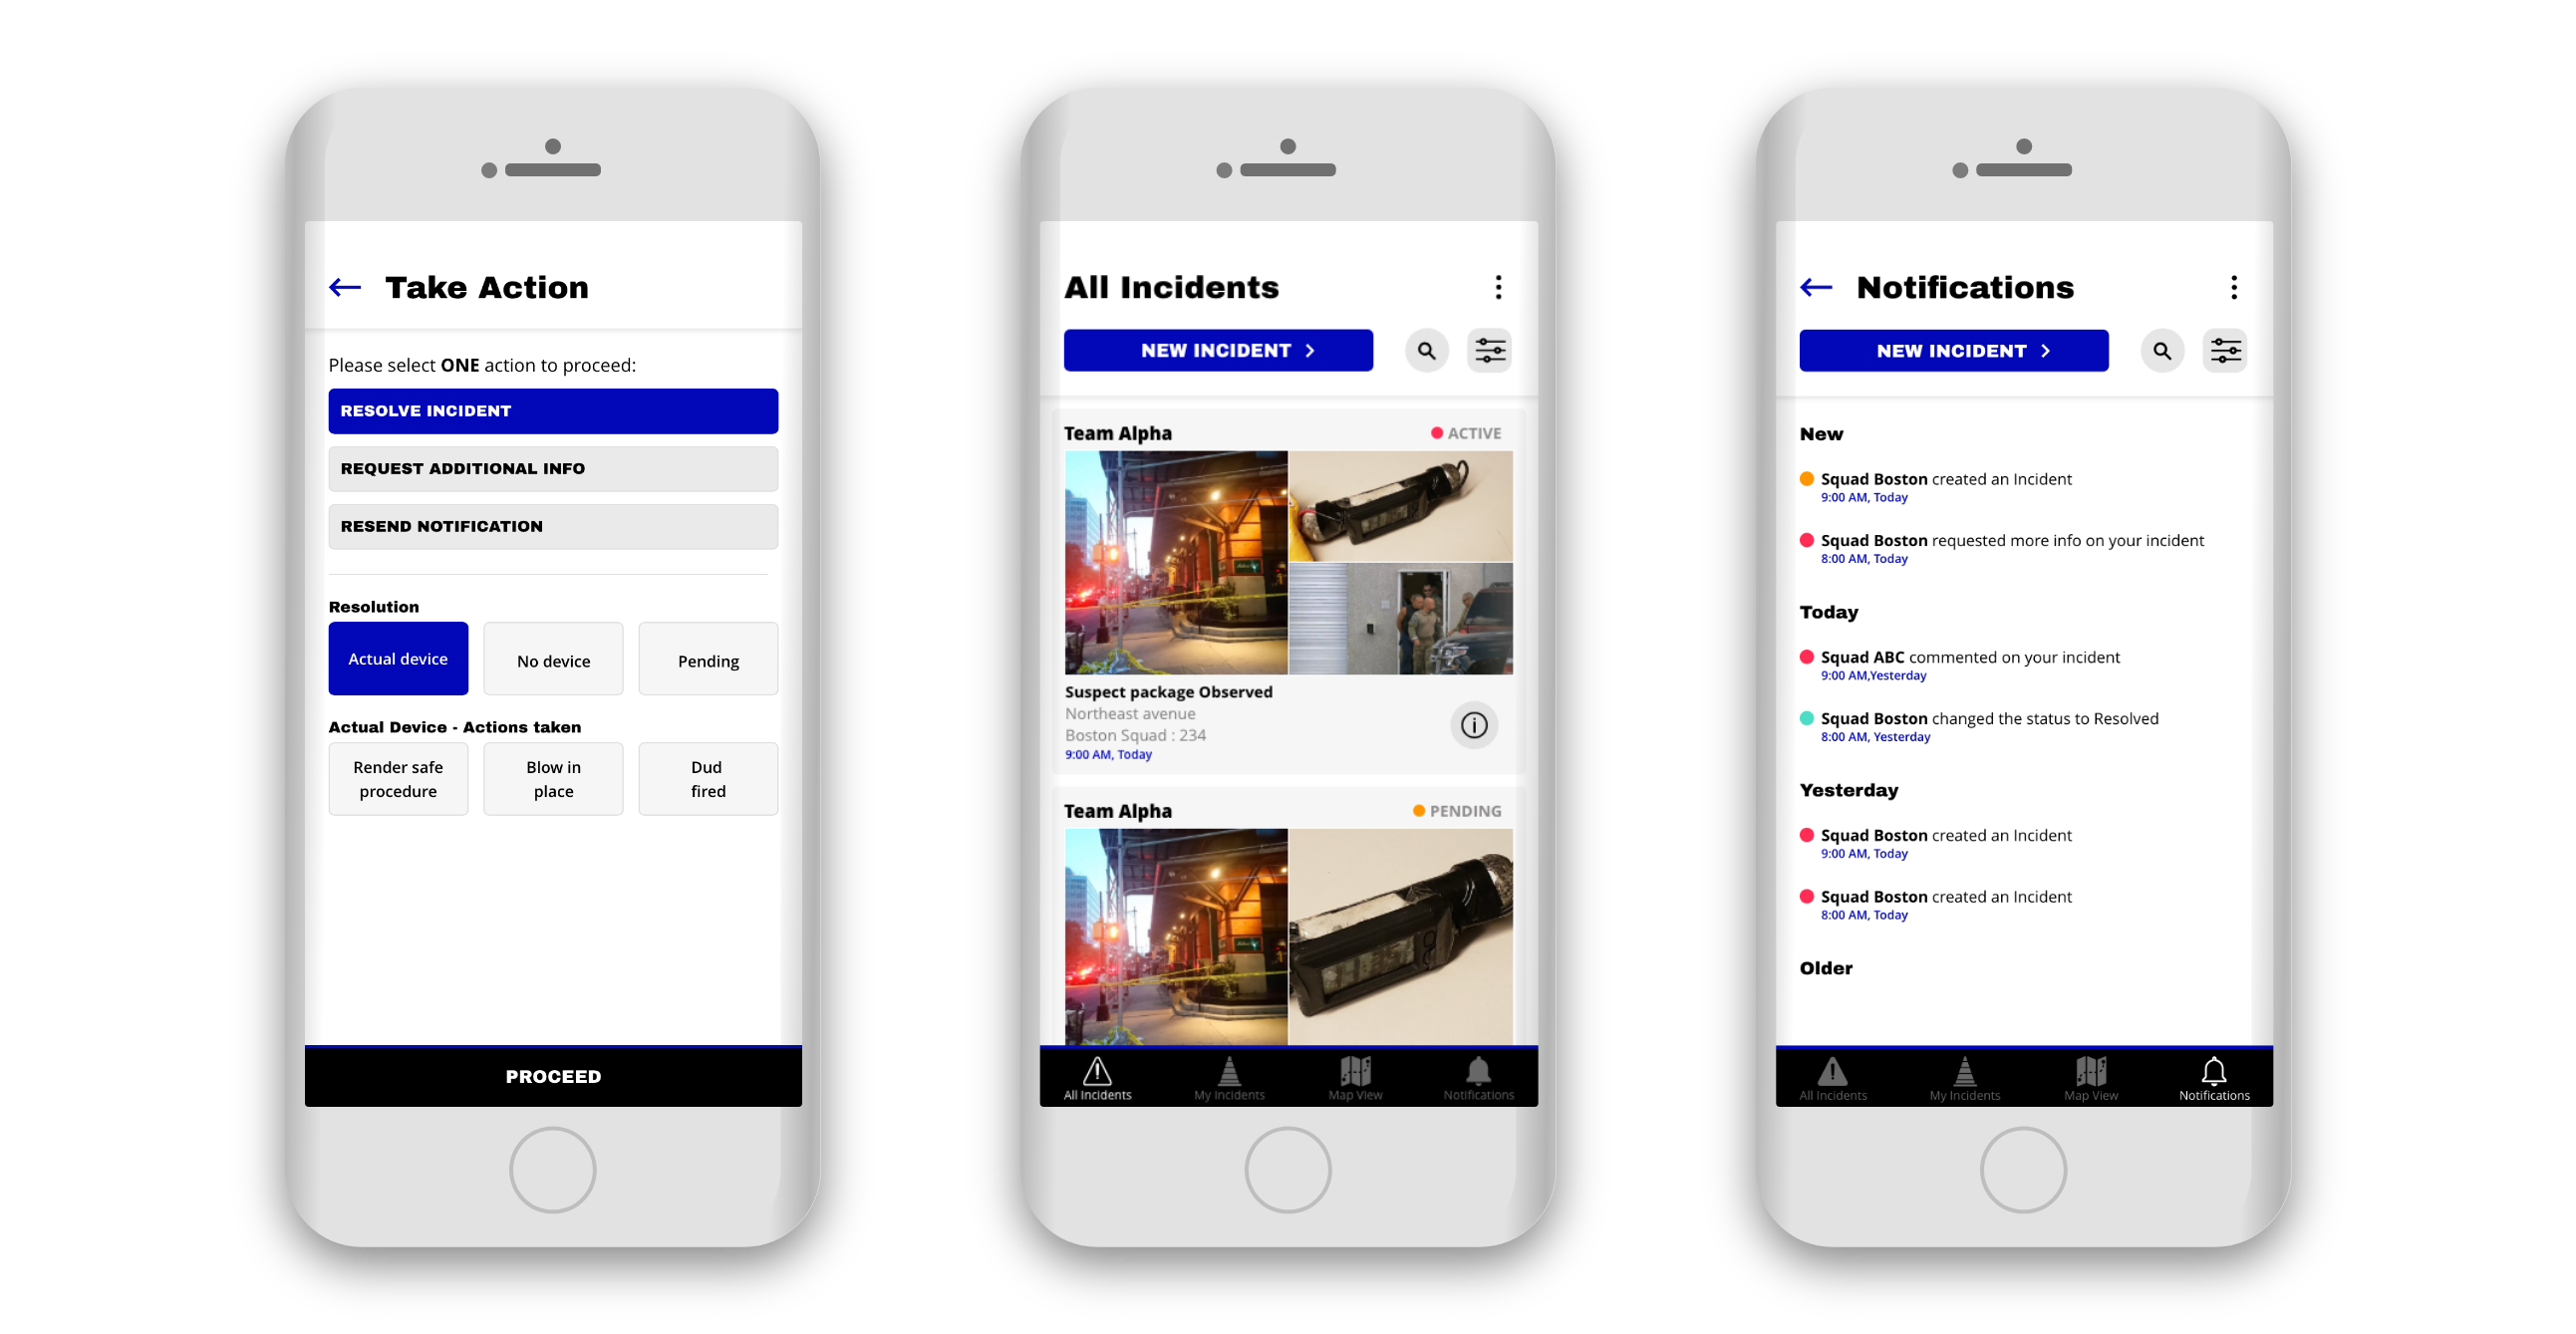 Take Action
Please select ONE action to proceed:
RESOLVE INCIDENT
REQUEST ADDITIONAL INFO
RESEND NOTIFICATION
Resolution
Actual device
No device
Pending
Actual Device - Actions taken
Render safe
procedure
Blow in
place
Dud
fired
PROCEED
All Incidents
NEW INCIDENT
Team Alpha
ACTIVE
Suspect package Observed
Northeast avenue
Boston Squad : 234
9:00 AM, Today
Team Alpha
PENDING
All Incidents
My Incidents
Map View
Notifications
Notifications
NEW INCIDENT
New
Squad Boston created an Incident
9:00 AM, Today
Squad Boston requested more info on your incident
8:00 AM, Today
Today
Squad ABC commented on your incident
9:00 AM,Yesterday
Squad Boston changed the status to Resolved
8:00 AM, Yesterday
Yesterday
Squad Boston created an Incident
9:00 AM, Today
Squad Boston created an Incident
8:00 AM, Today
Older
All Incidents
My Incidents
Map View
Notifications